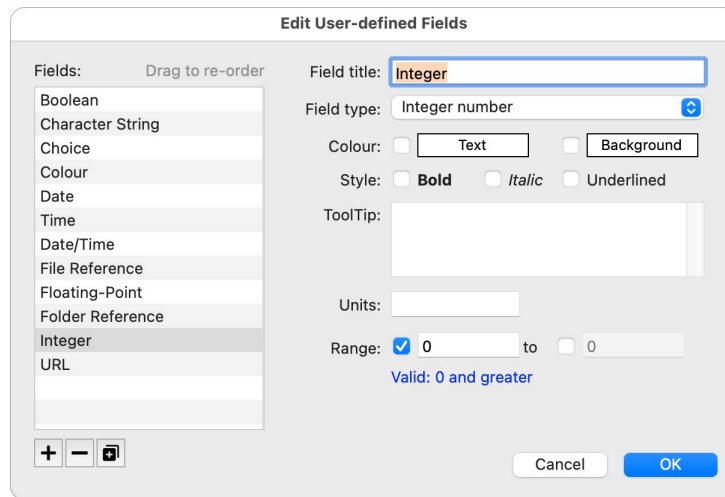 Edit User-defined Fields
Fields: Drag to re-order
Boolean
Character String
Choice
Colour
Date
Time
Date/Time
File Reference
Floating-Point
Folder Reference
Integer
URL
Field title: Integer
Field type: Integer number
Colour: Text Background
Style: Bold Italic Underlined
ToolTip:
Units:
Range: 0 to 0
Valid: 0 and greater
Cancel OK